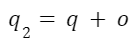 q₂ = q + o